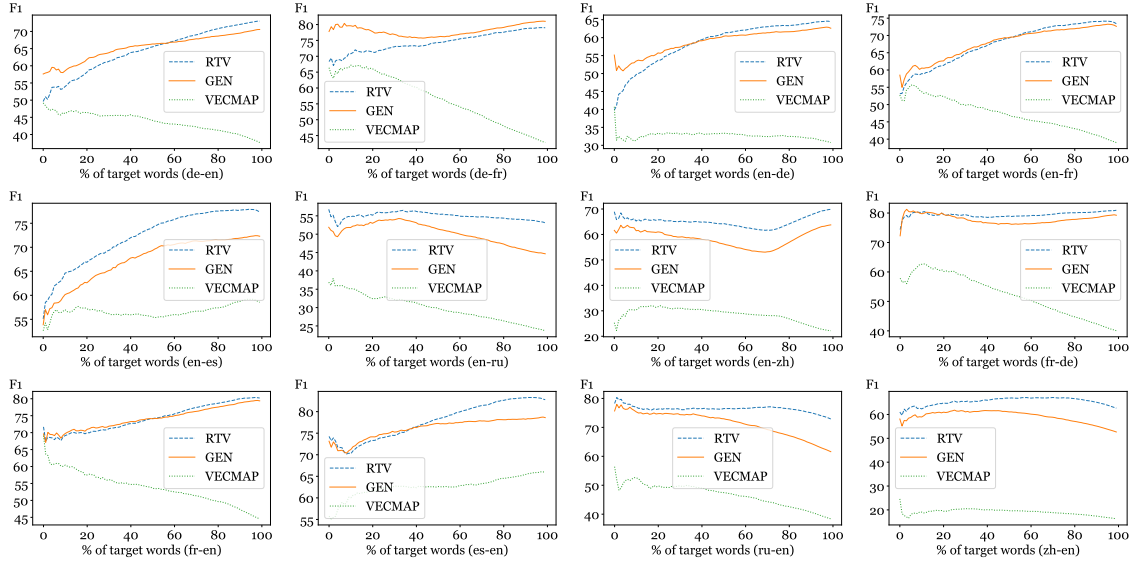 F1
70
65
60
55
50
45
40
RTV
GEN
VECMAP
0 20 40 60 80 100
% of target words (de-en)
F1
80
75
70
65
60
55
50
45
RTV
GEN
VECMAP
0 20 40 60 80 100
% of target words (de-fr)
F1
65
60
55
50
45
40
35
30
RTV
GEN
VECMAP
0 20 40 60 80 100
% of target words (en-de)
F1
75
70
65
60
55
50
45
40
RTV
GEN
VECMAP
0 20 40 60 80 100
% of target words (en-fr)
F1
75
70
65
60
55
RTV
GEN
VECMAP
0 20 40 60 80 100
% of target words (en-es)
F1
55
50
45
40
35
30
25
RTV
GEN
VECMAP
0 20 40 60 80 100
% of target words (en-ru)
F1
70
60
50
40
30
20
RTV
GEN
VECMAP
0 20 40 60 80 100
% of target words (en-zh)
F1
80
70
60
50
40
RTV
GEN
VECMAP
0 20 40 60 80 100
% of target words (fr-de)
F1
80
75
70
65
60
55
50
45
RTV
GEN
VECMAP
0 20 40 60 80 100
% of target words (fr-en)
F1
80
75
70
65
60
55
RTV
GEN
VECMAP
0 20 40 60 80 100
% of target words (es-en)
F1
80
70
60
50
40
RTV
GEN
VECMAP
0 20 40 60 80 100
% of target words (ru-en)
F1
60
50
40
30
20
RTV
GEN
VECMAP
0 20 40 60 80 100
% of target words (zh-en)